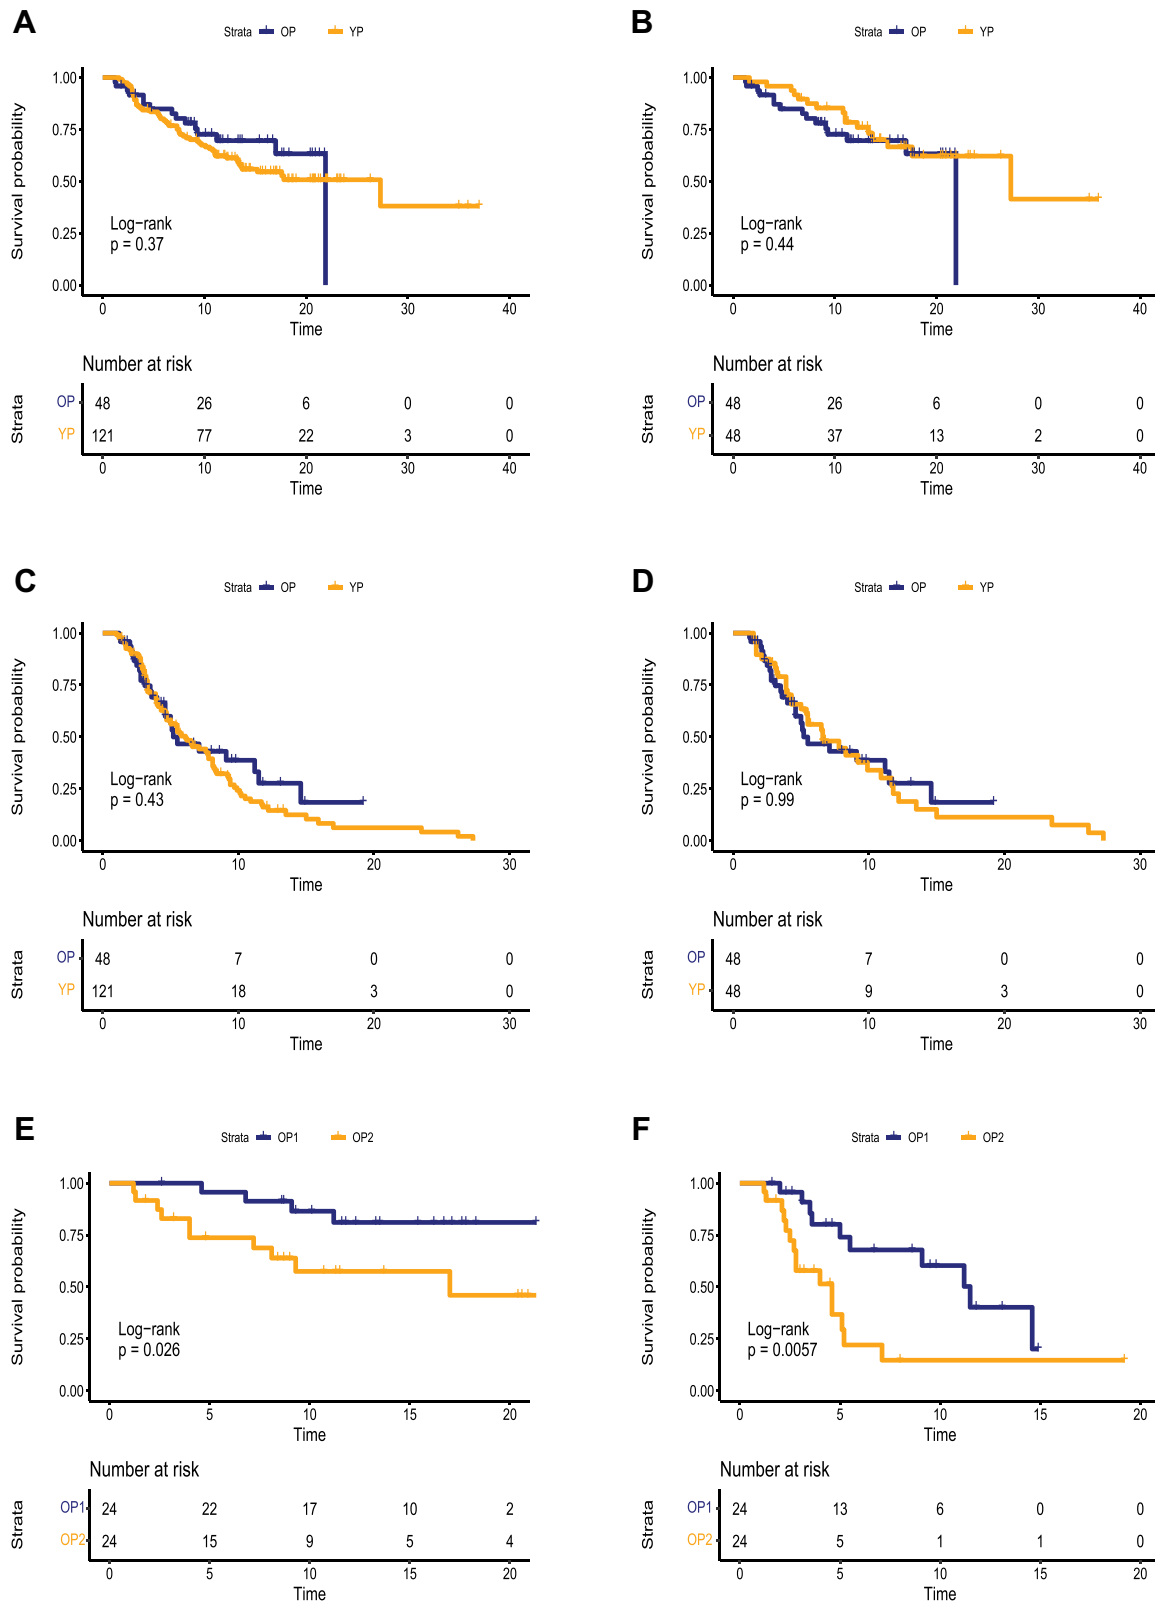 A
Strata OP YP
1.00
0.75
0.50
0.25
0.00
Survival probability
Log−rank
p = 0.37
0 10 20 30 40
Time
Number at risk
Strata
OP 48 26 6 0 0
YP 121 77 22 3 0
0 10 20 30 40
Time
B
Strata OP YP
1.00
0.75
0.50
0.25
0.00
Survival probability
Log−rank
p = 0.44
0 10 20 30 40
Time
Number at risk
Strata
OP 48 26 6 0 0
YP 48 37 13 2 0
0 10 20 30 40
Time
C
Strata OP YP
1.00
0.75
0.50
0.25
0.00
Survival probability
Log−rank
p = 0.43
0 10 20 30
Time
Number at risk
Strata
OP 48 7 0 0
YP 121 18 3 0
0 10 20 30
Time
D
Strata OP YP
1.00
0.75
0.50
0.25
0.00
Survival probability
Log−rank
p = 0.99
0 10 20 30
Time
Number at risk
Strata
OP 48 7 0 0
YP 48 9 3 0
0 10 20 30
Time
E
Strata OP1 OP2
1.00
0.75
0.50
0.25
0.00
Survival probability
Log−rank
p = 0.026
0 5 10 15 20
Time
Number at risk
Strata
OP1 24 22 17 10 2
OP2 24 15 9 5 4
0 5 10 15 20
Time
F
Strata OP1 OP2
1.00
0.75
0.50
0.25
0.00
Survival probability
Log−rank
p = 0.0057
0 5 10 15 20
Time
Number at risk
Strata
OP1 24 13 6 0 0
OP2 24 5 1 1 0
0 5 10 15 20
Time